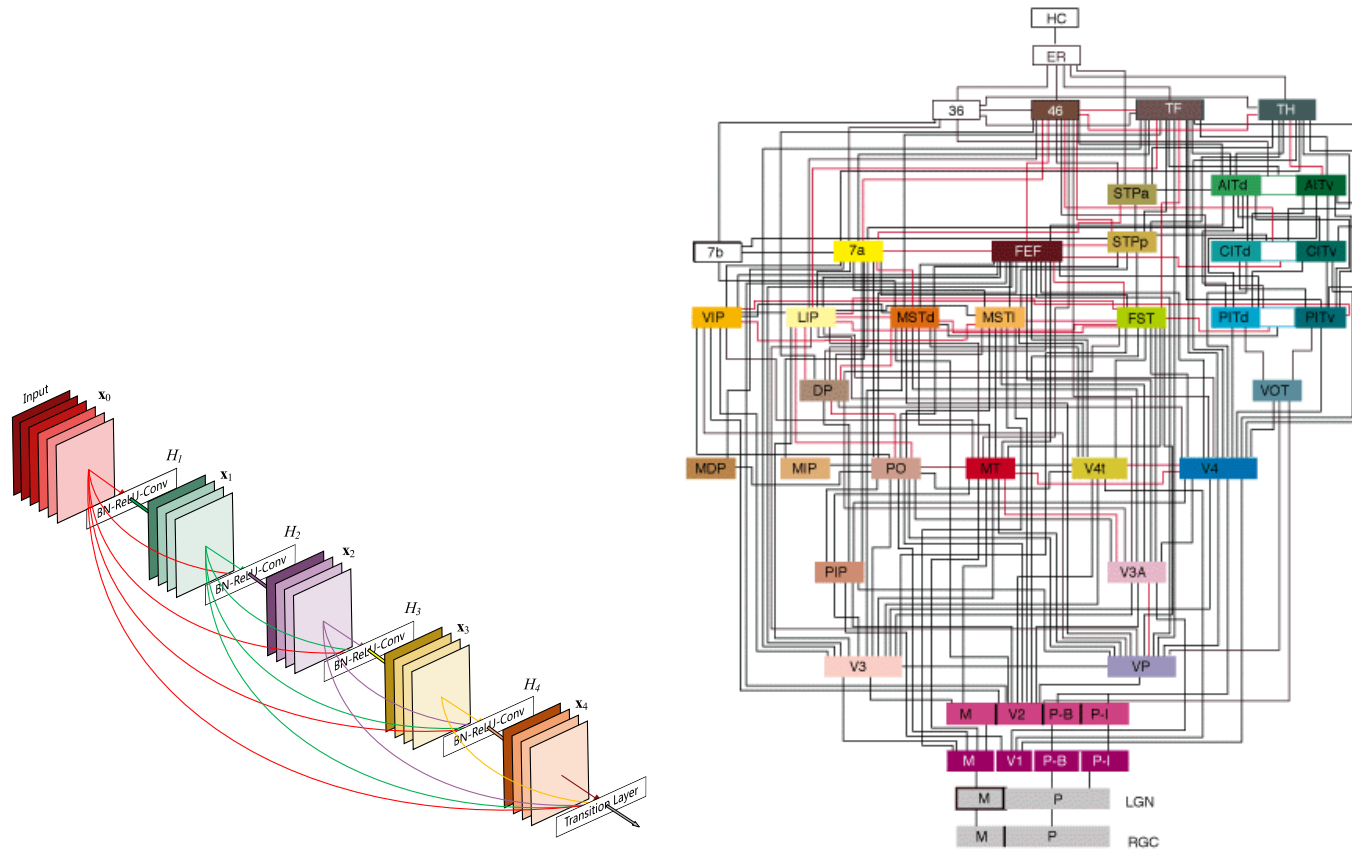 Input
x0
H1
BN-ReLU-Conv
x1
H2
BN-ReLU-Conv
x2
H3
BN-ReLU-Conv
x3
H4
BN-ReLU-Conv
x4
Transition Layer
HC
ER
36 46 TF TH
STPa AITd AITv
7b 7a FEF STPp CITd CITv
VIP LIP MSTd MSTl FST PITd PITv
DP VOT
MDP MIP PO MT V4t V4
PIP V3A
V3 VP
M V2 P-B P-I
M V1 P-B P-I
M P LGN
M P RGC